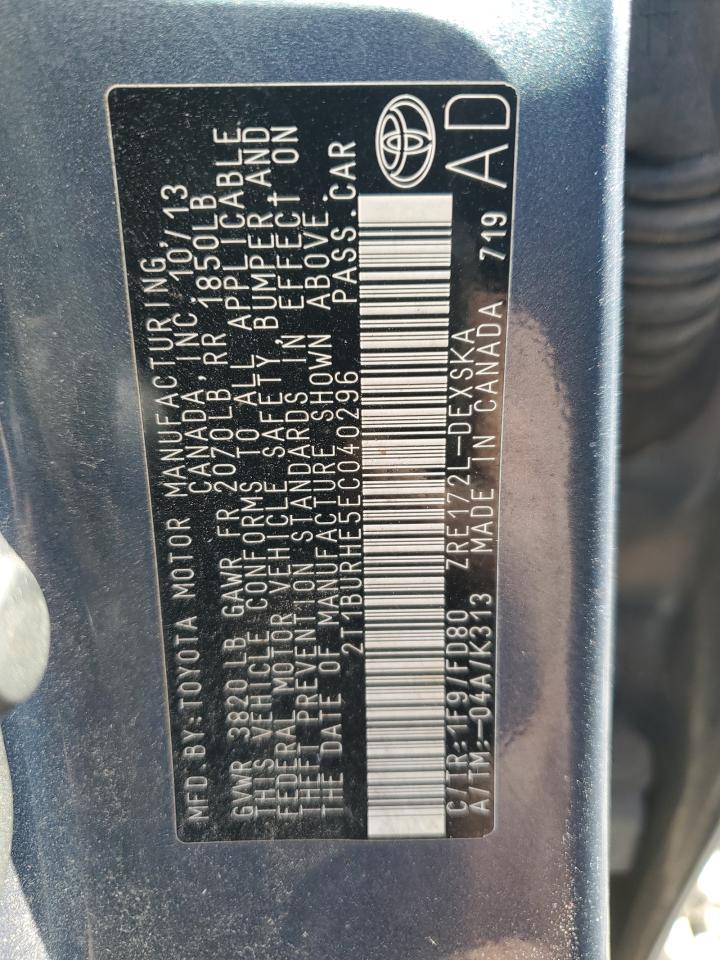 MFD.BY:TOYOTA MOTOR MANUFACTURING,
CANADA, INC. 10/13
GVWR 3820 LB GAWR FR 2070LB RR 1850LB
THIS VEHICLE CONFORMS TO ALL APPLICABLE
FEDERAL MOTOR VEHICLE SAFETY, BUMPER, AND
THEFT PREVENTION STANDARDS IN EFFECT ON
THE DATE OF MANUFACTURE SHOWN ABOVE.
2T1BURHE5EC040296 PASS.CAR
C/TR:1F9/FD80 ZRE172L-DEXSKA
A/TM:-04A/K313 MADE IN CANADA 719
AD